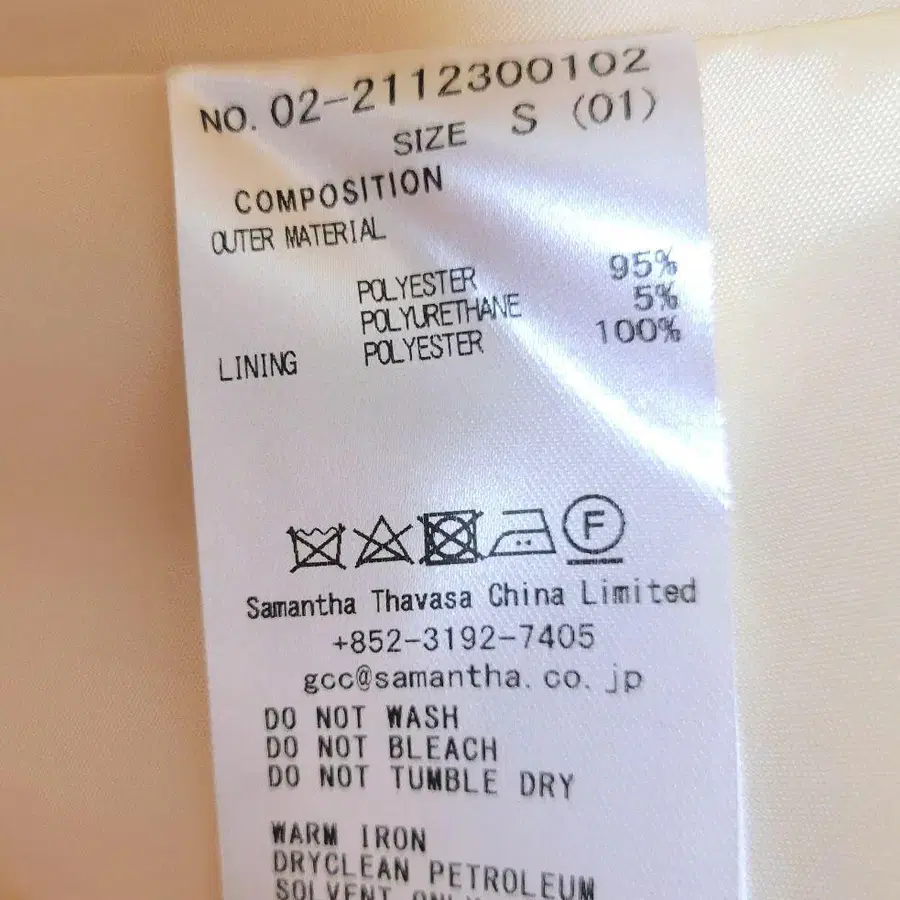 NO. 02-2112300102
SIZE S (01)
COMPOSITION
OUTER MATERIAL
POLYESTER 95%
POLYURETHANE 5%
LINING POLYESTER 100%
F
Samantha Thavasa China Limited
+852-3192-7405
gcc@samantha.co.jp
DO NOT WASH
DO NOT BLEACH
DO NOT TUMBLE DRY
WARM IRON
DRYCLEAN PETROLEUM
SOLVENT